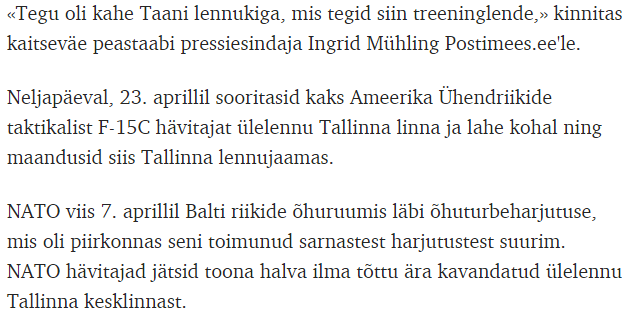 «Tegu oli kahe Taani lennukiga, mis tegid siin treeninglende,» kinnitas
kaitseväe peastaabi pressiesindaja Ingrid Mühling Postimees.ee'le.
Neljapäeval, 23. aprillil sooritasid kaks Ameerika Ühendriikide
taktikalist F-15C hävitajat ülelennu Tallinna linna ja lahe kohal ning
maandusid siis Tallinna lennujaamas.
NATO viis 7. aprillil Balti riikide õhuruumis läbi õhuturbeharjutuse,
mis oli piirkonnas seni toimunud sarnastest harjutustest suurim.
NATO hävitajad jätsid toona halva ilma tõttu ära kavandatud ülelennu
Tallinna kesklinnast.